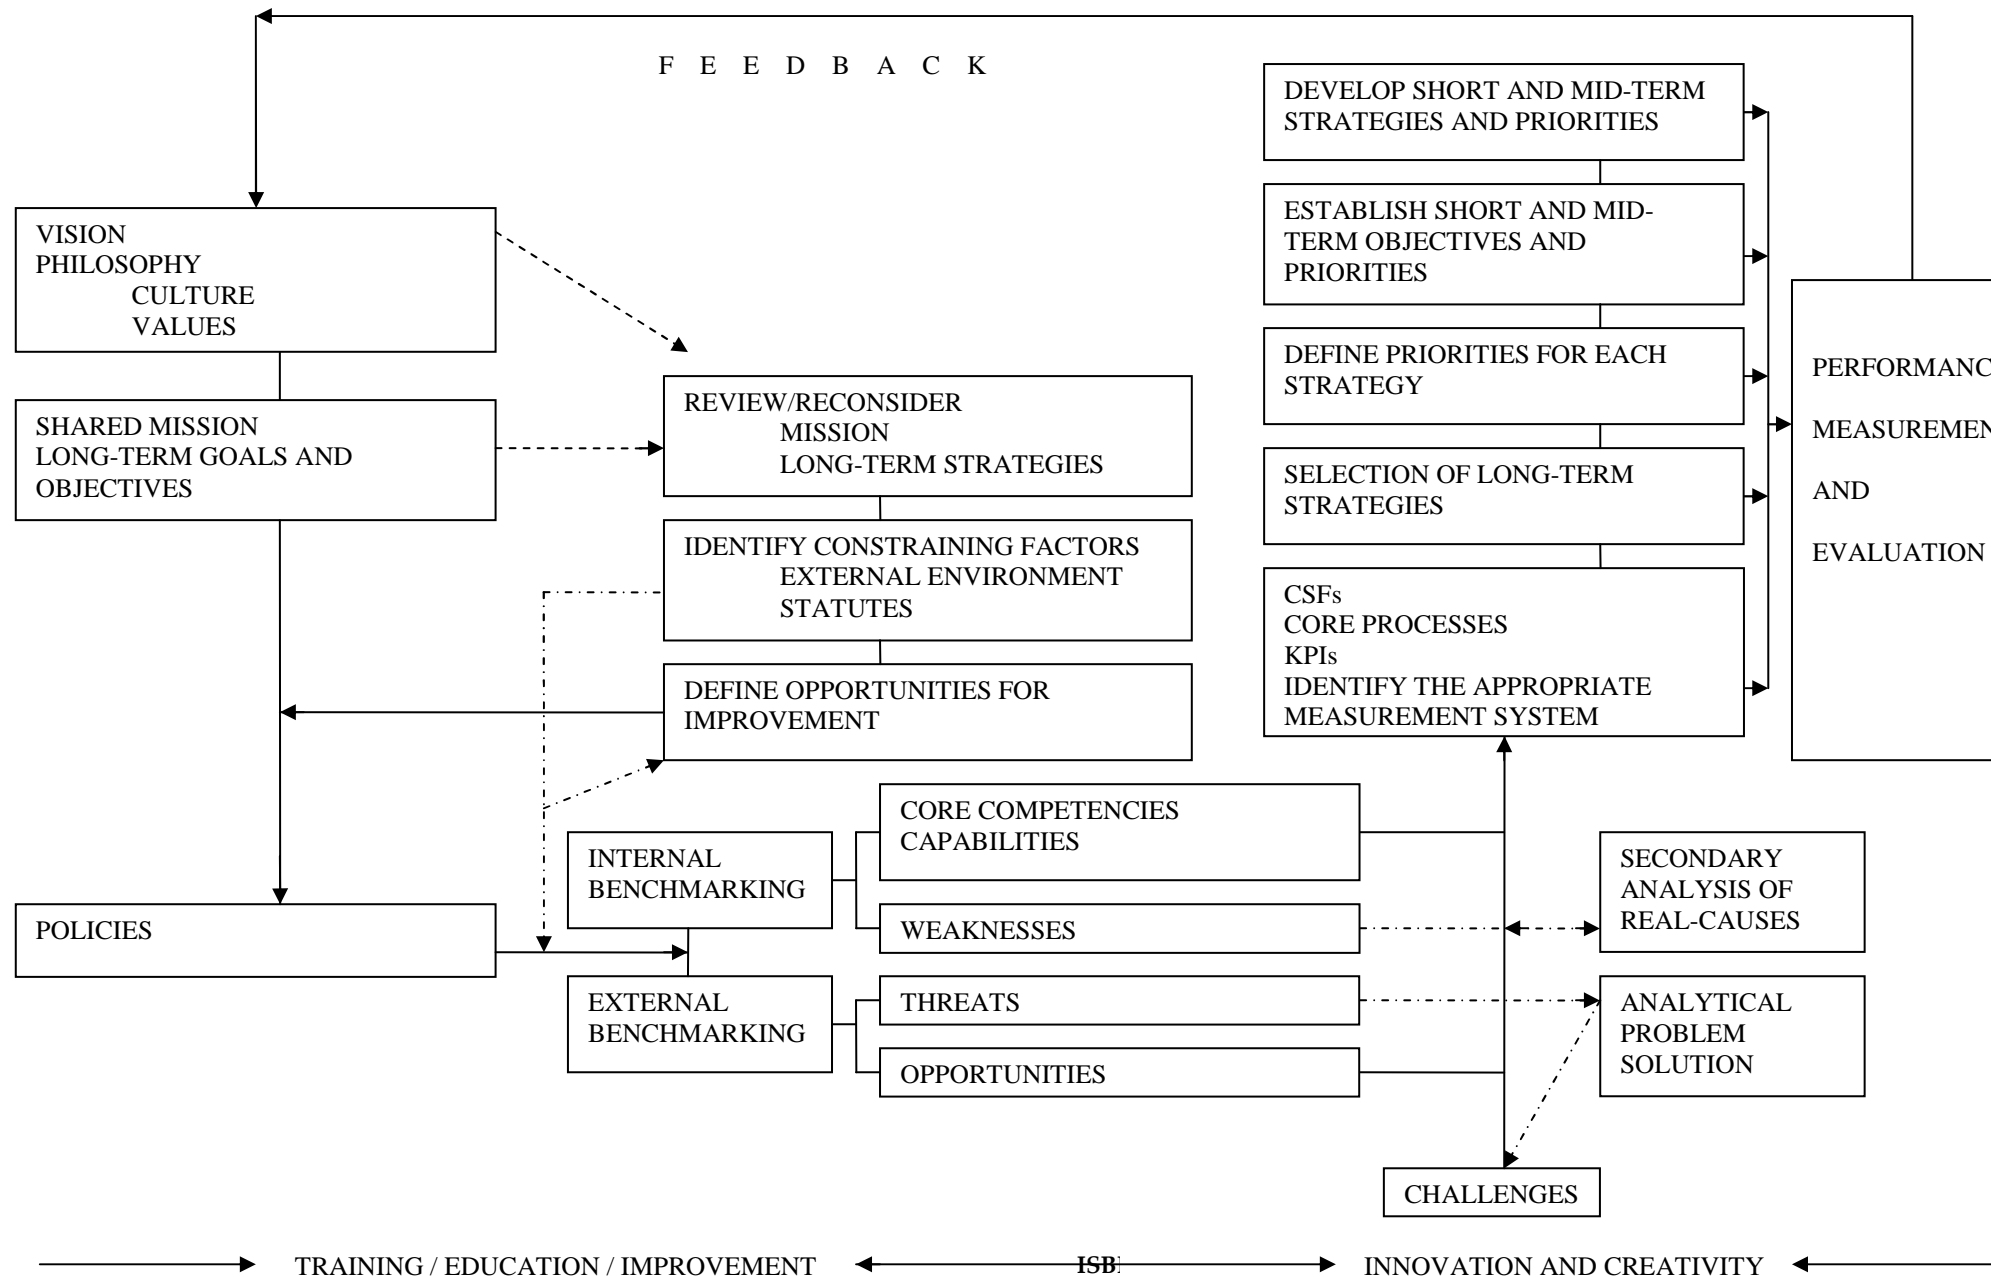 F E E D B A C K
VISION
PHILOSOPHY
CULTURE
VALUES
SHARED MISSION
LONG-TERM GOALS AND
OBJECTIVES
POLICIES
REVIEW/RECONSIDER
MISSION
LONG-TERM STRATEGIES
IDENTIFY CONSTRAINING FACTORS
EXTERNAL ENVIRONMENT
STATUTES
DEFINE OPPORTUNITIES FOR
IMPROVEMENT
INTERNAL
BENCHMARKING
EXTERNAL
BENCHMARKING
CORE COMPETENCIES
CAPABILITIES
WEAKNESSES
THREATS
OPPORTUNITIES
DEVELOP SHORT AND MID-TERM
STRATEGIES AND PRIORITIES
ESTABLISH SHORT AND MID-
TERM OBJECTIVES AND
PRIORITIES
DEFINE PRIORITIES FOR EACH
STRATEGY
SELECTION OF LONG-TERM
STRATEGIES
CSFs
CORE PROCESSES
KPIs
IDENTIFY THE APPROPRIATE
MEASUREMENT SYSTEM
PERFORMANC
MEASUREMEN
AND
EVALUATION
SECONDARY
ANALYSIS OF
REAL-CAUSES
ANALYTICAL
PROBLEM
SOLUTION
CHALLENGES
TRAINING / EDUCATION / IMPROVEMENT
INNOVATION AND CREATIVITY